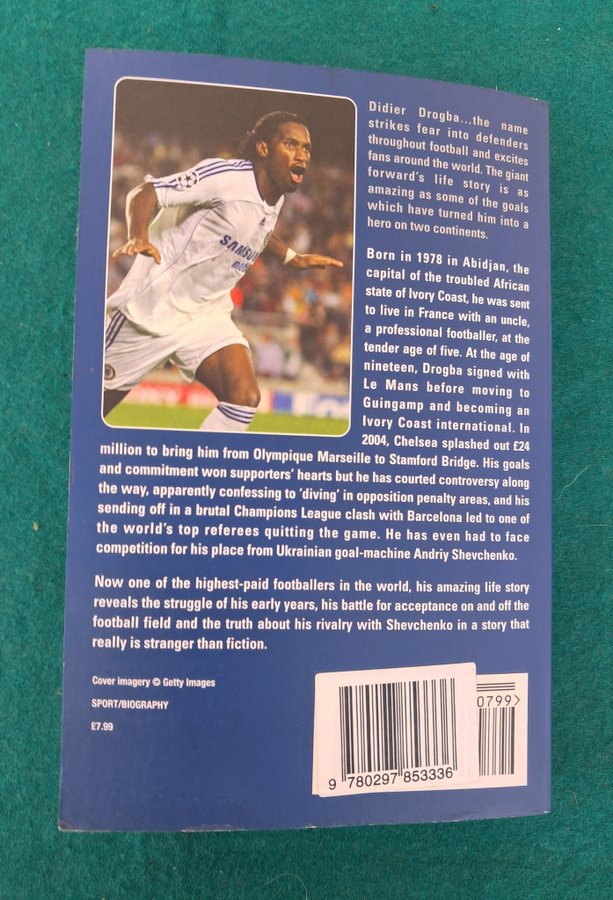 Didier Drogba...the name
strikes fear into defenders
throughout football and excites
fans around the world. The giant
forward's life story is as
amazing as some of the goals
which have turned him into a
hero on two continents.
Born in 1978 in Abidjan, the
capital of the troubled African
state of Ivory Coast, he was sent
to live in France with an uncle,
a professional footballer, at the
tender age of five. At the age of
nineteen, Drogba signed with
Le Mans before moving to
Guingamp and becoming an
Ivory Coast international. In
2004, Chelsea splashed out £24
million to bring him from Olympique Marseille to Stamford Bridge. His goals
and commitment won supporters' hearts but he has courted controversy along
the way, apparently confessing to 'diving' in opposition penalty areas, and his
sending off in a brutal Champions League clash with Barcelona led to one of
the world's top referees quitting the game. He has even had to face
competition for his place from Ukrainian goal-machine Andriy Shevchenko.
Now one of the highest-paid footballers in the world, his amazing life story
reveals the struggle of his early years, his battle for acceptance on and off the
football field and the truth about his rivalry with Shevchenko in a story that
really is stranger than fiction.
Cover imagery © Getty Images
SPORT/BIOGRAPHY
£7.99
0799>
9 780297 853336
SAMSUNG